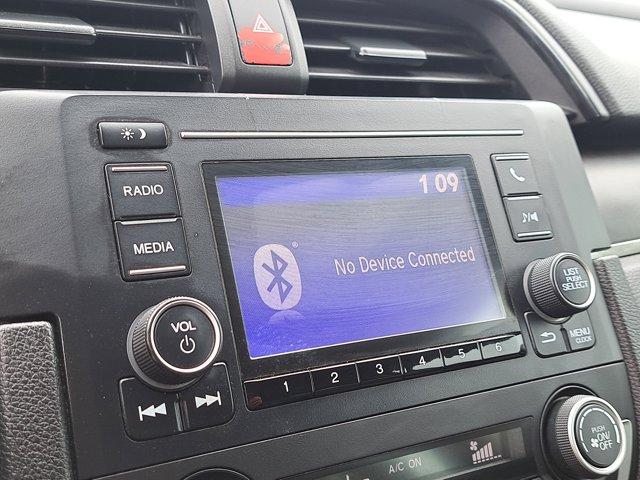 RADIO
MEDIA
VOL
1 09
®
No Device Connected
LIST
PUSH
SELECT
MENU
CLOCK
1 2 3 4 5 6
A/C ON
PUSH
ON/
OFF